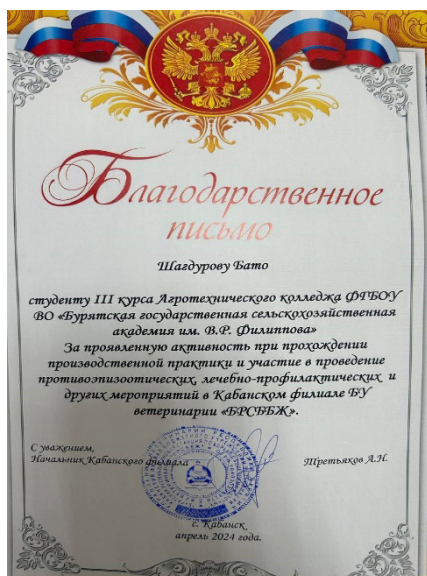 Благодарственное
письмо
Шагдурову Бато
студенту III курса Агротехнического колледжа ФГБОУ
ВО «Бурятская государственная сельскохозяйственная
академия им. В.Р. Филиппова»
За проявленную активность при прохождении
производственной практики и участие в проведение
противоэпизоотических, лечебно-профилактических и
других мероприятий в Кабанском филиале БУ
ветеринарии «БРСББЖ».
С уважением,
Начальник Кабанского филиала Третьяков А.Н.
с. Кабанск
апрель 2024 года.